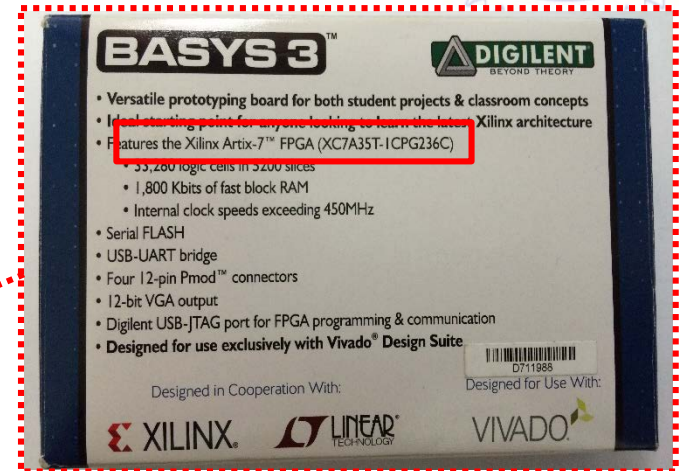 BASYS 3™
DIGILENT
BEYOND THEORY
• Versatile prototyping board for both student projects & classroom concepts
• Ideal starting point for anyone looking to learn the latest Xilinx architecture
• Features the Xilinx Artix-7™ FPGA (XC7A35T-1CPG236C)
• 33,280 logic cells in 5200 slices
• 1,800 Kbits of fast block RAM
• Internal clock speeds exceeding 450MHz
• Serial FLASH
• USB-UART bridge
• Four 12-pin Pmod™ connectors
• 12-bit VGA output
• Digilent USB-JTAG port for FPGA programming & communication
• Designed for use exclusively with Vivado® Design Suite
D711988
Designed in Cooperation With:
Designed for Use With:
XILINX®
LINEAR®
TECHNOLOGY
VIVADO